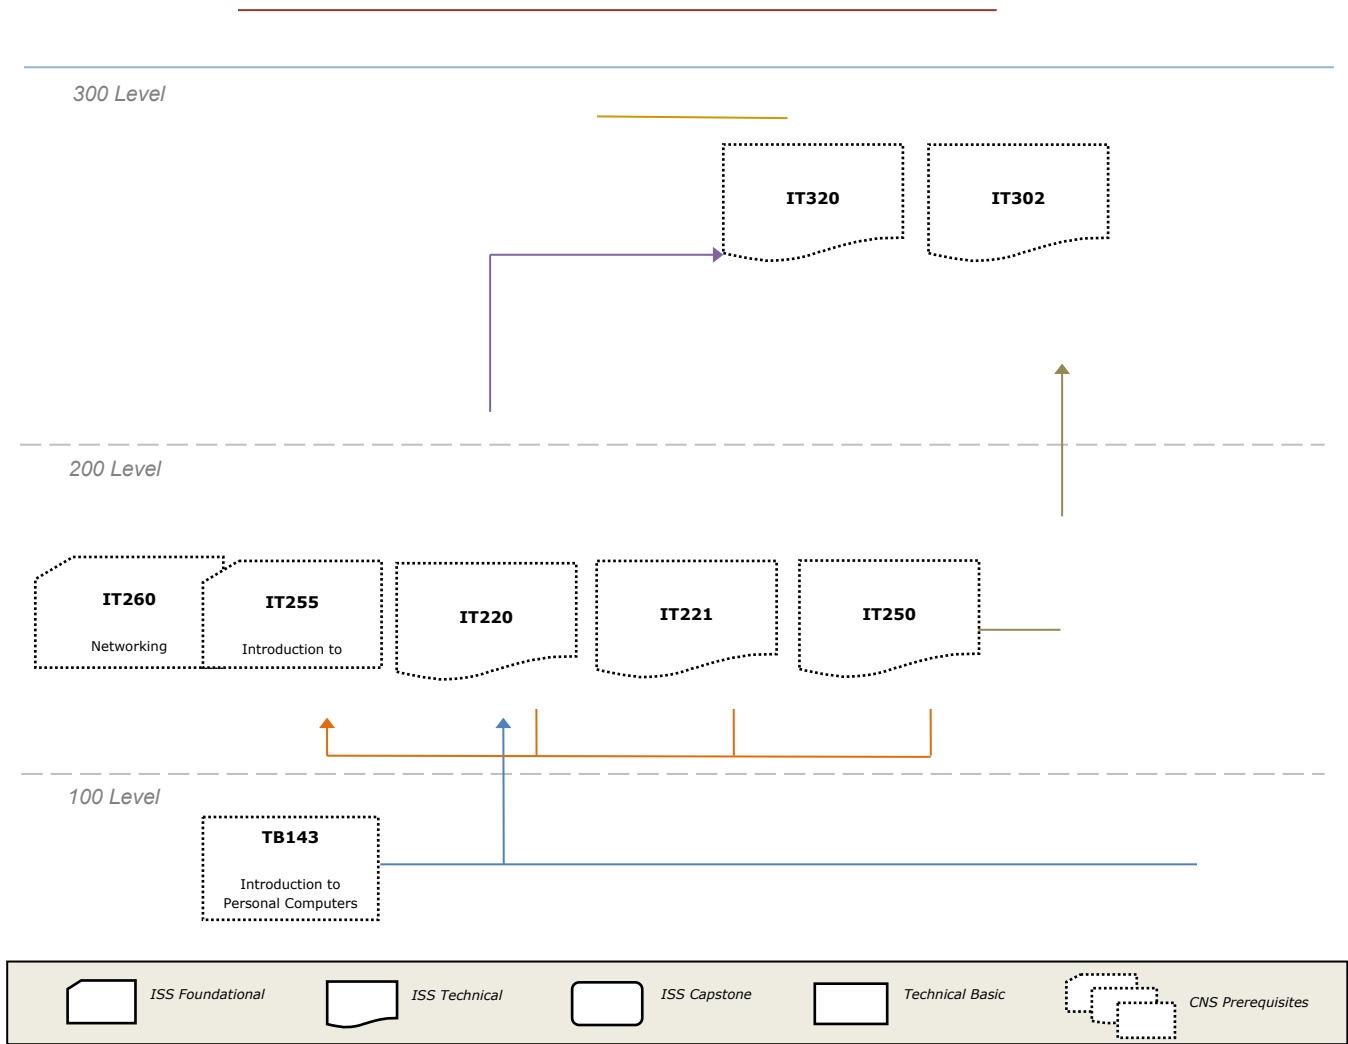 300 Level
IT320
IT302
200 Level
IT260
Networking
IT255
Introduction to
IT220
IT221
IT250
100 Level
TB143
Introduction to
Personal Computers
ISS Foundational
ISS Technical
ISS Capstone
Technical Basic
CNS Prerequisites